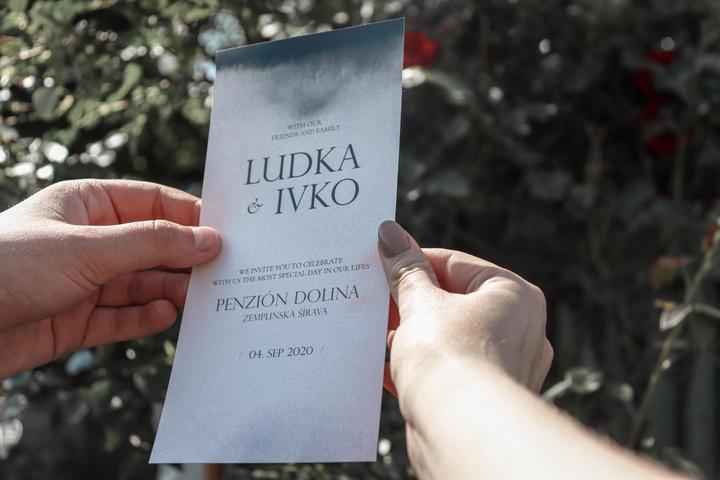 WITH OUR
FRIENDS AND FAMILY
LUDKA
& IVKO
WE INVITE YOU TO CELEBRATE
WITH US THE MOST SPECIAL DAY IN OUR LIFES
PENZIÓN DOLINA
ZEMPLINSKA ŠÍRAVA
/ 04. SEP 2020 /